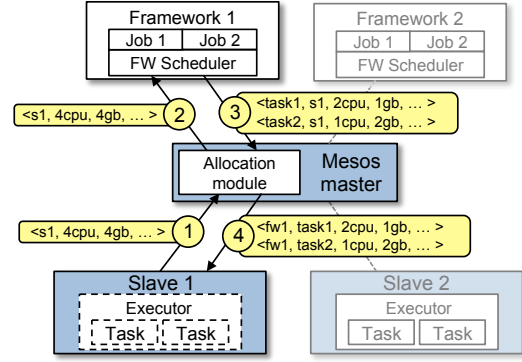 Framework 1
Job 1
Job 2
FW Scheduler
Framework 2
Job 1
Job 2
FW Scheduler
<s1, 4cpu, 4gb, … >
2
3
<task1, s1, 2cpu, 1gb, … >
<task2, s1, 1cpu, 2gb, … >
Allocation
module
Mesos
master
<s1, 4cpu, 4gb, … >
1
4
<fw1, task1, 2cpu, 1gb, … >
<fw1, task2, 1cpu, 2gb, … >
Slave 1
Executor
Task
Task
Slave 2
Executor
Task
Task